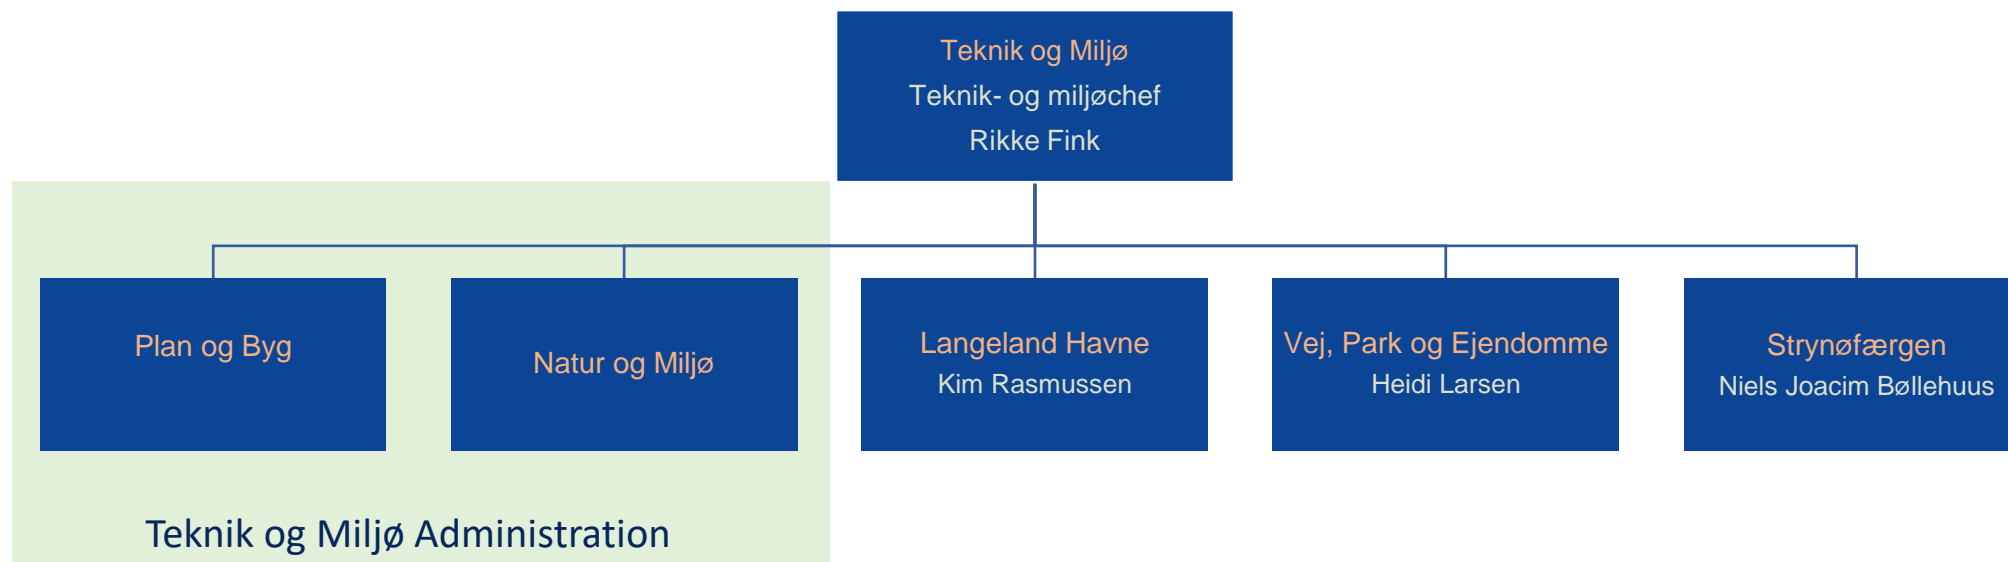 Teknik og Miljø
Teknik- og miljøchef
Rikke Fink
Plan og Byg
Natur og Miljø
Langeland Havne
Kim Rasmussen
Vej, Park og Ejendomme
Heidi Larsen
Strynøfærgen
Niels Joacim Bøllehuus
Teknik og Miljø Administration